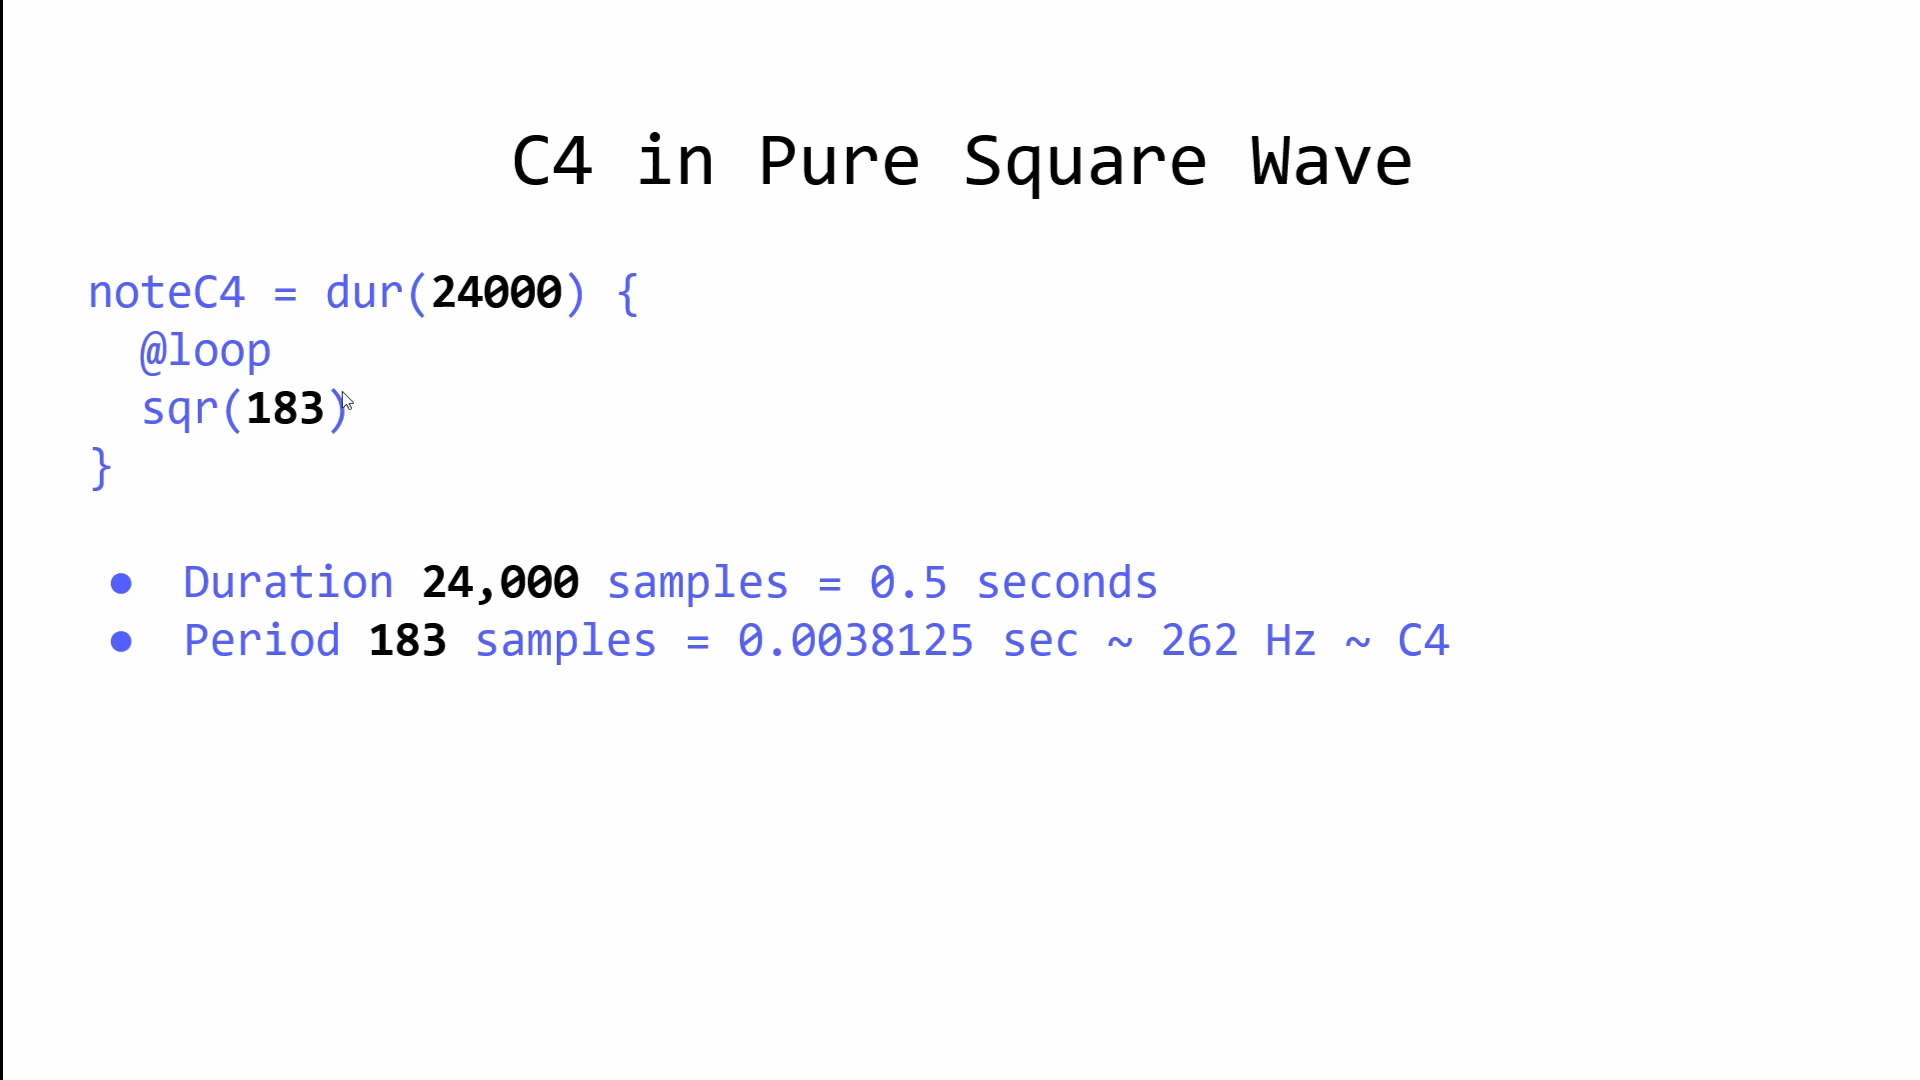 C4 in Pure Square Wave
noteC4 = dur(24000) {
@loop
sqr(183)
}
● Duration 24,000 samples = 0.5 seconds
● Period 183 samples = 0.0038125 sec ~ 262 Hz ~ C4